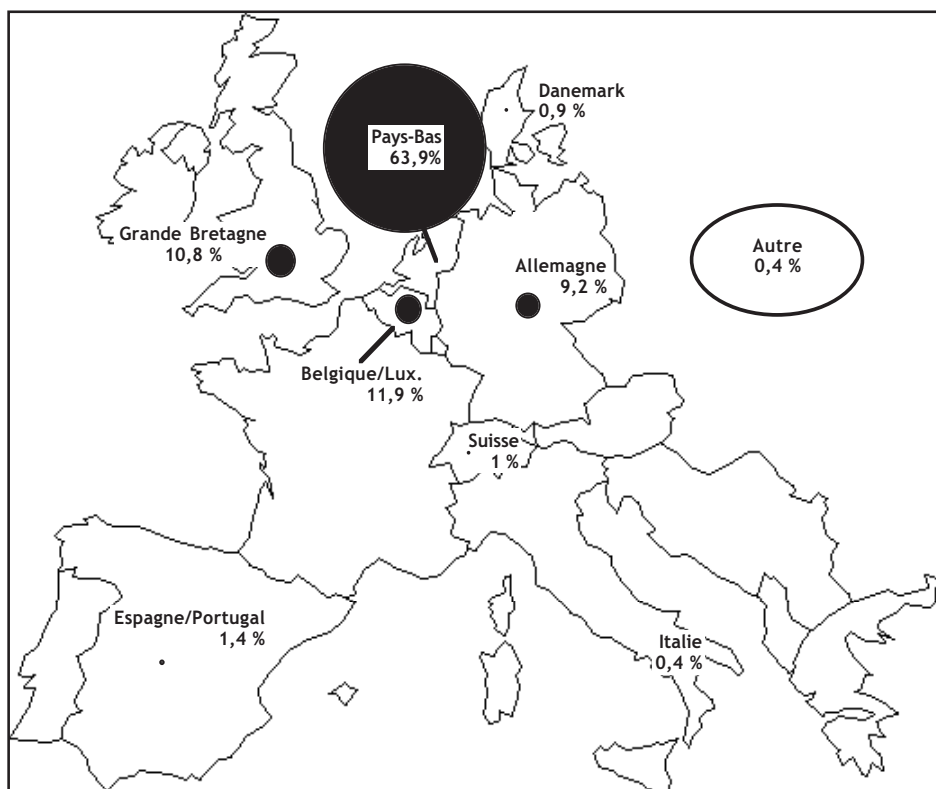 Danemark
0,9 %
Pays-Bas
63,9%
Grande Bretagne
10,8 %
Autre
0,4 %
Allemagne
9,2 %
Belgique/Lux.
11,9 %
Suisse
1 %
Espagne/Portugal
1,4 %
Italie
0,4 %